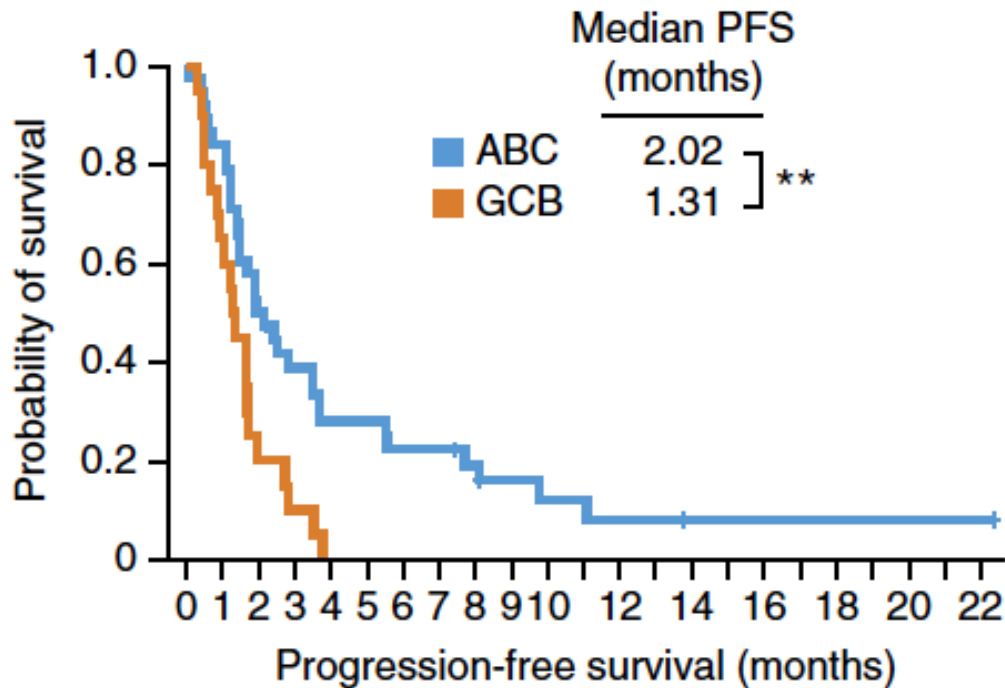 Median PFS
(months)
ABC 2.02
GCB 1.31
**
Probability of survival
1.0
0.8
0.6
0.4
0.2
0
0 1 2 3 4 5 6 7 8 9 10 12 14 16 18 20 22
Progression-free survival (months)